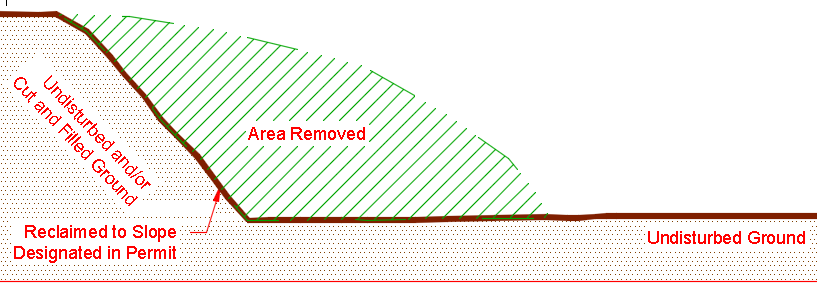 Undisturbed and/or
Cut and Filled Ground
Area Removed
Reclaimed to Slope
Designated in Permit
Undisturbed Ground